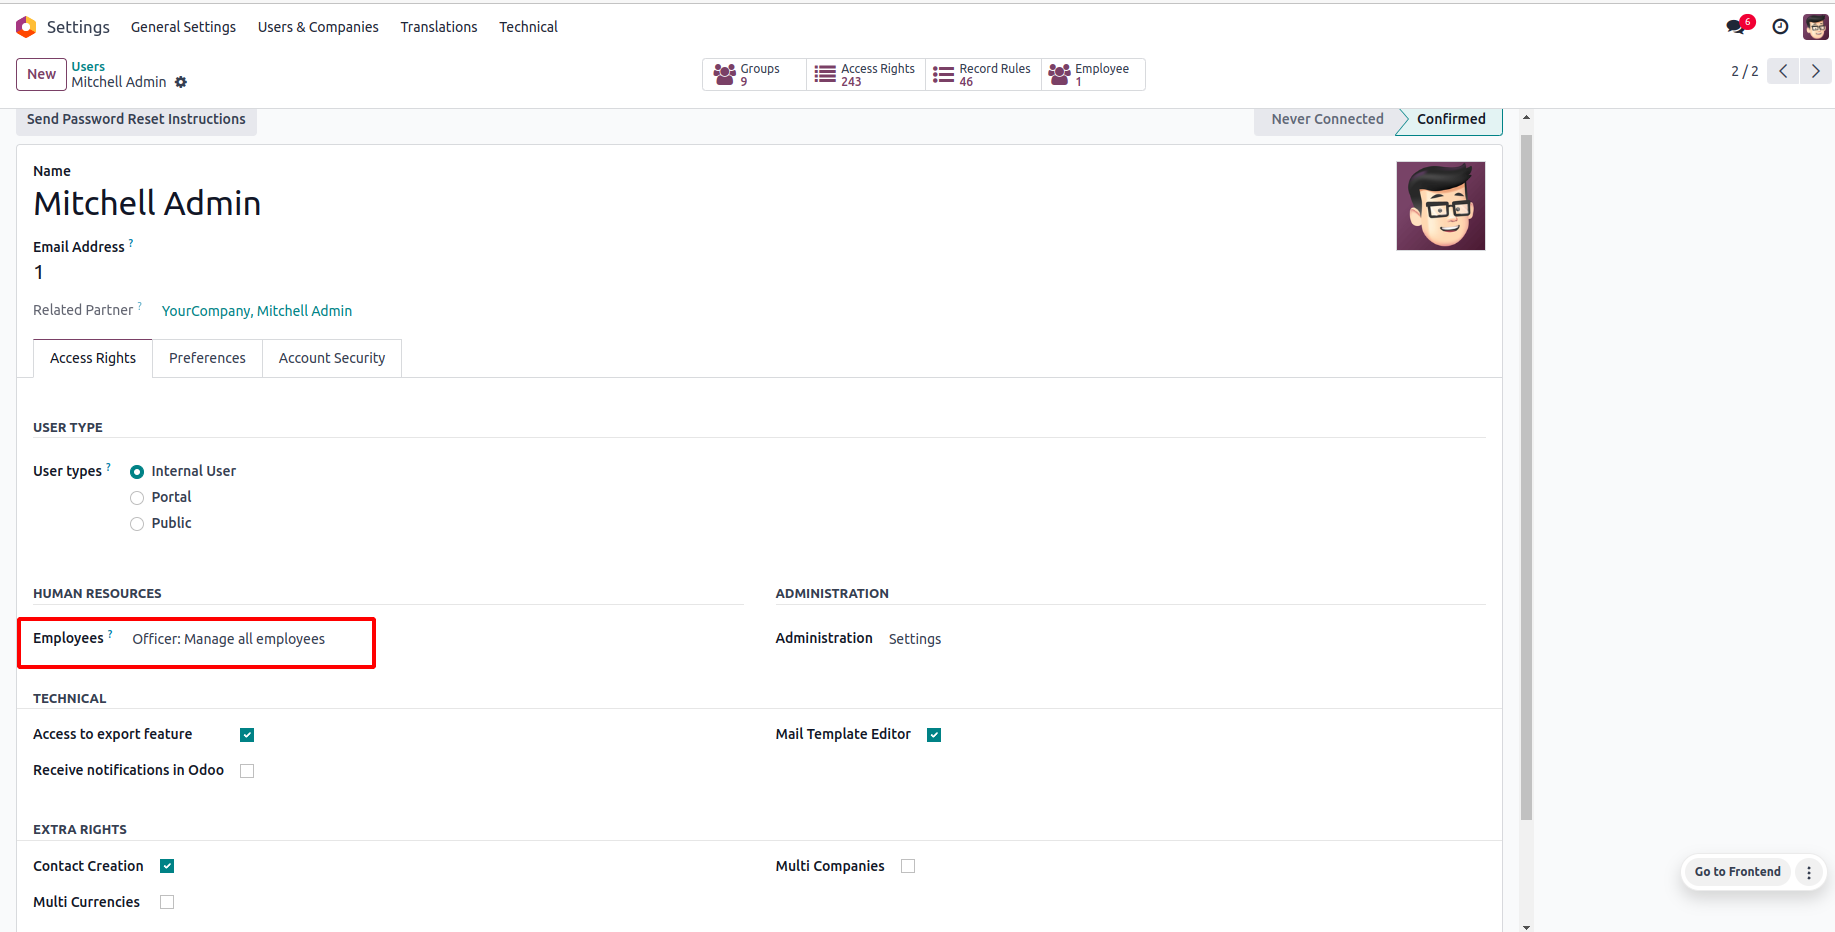 Settings General Settings Users & Companies Translations Technical 6
New Users
Mitchell Admin
Groups 9 Access Rights 243 Record Rules 46 Employee 1
2 / 2
Send Password Reset Instructions Never Connected Confirmed
Name
Mitchell Admin
Email Address ?
1
Related Partner ? YourCompany, Mitchell Admin
Access Rights Preferences Account Security
USER TYPE
User types ? Internal User
Portal
Public
HUMAN RESOURCES ADMINISTRATION
Employees ? Officer: Manage all employees Administration Settings
TECHNICAL
Access to export feature Mail Template Editor
Receive notifications in Odoo
EXTRA RIGHTS
Contact Creation Multi Companies
Go to Frontend
Multi Currencies